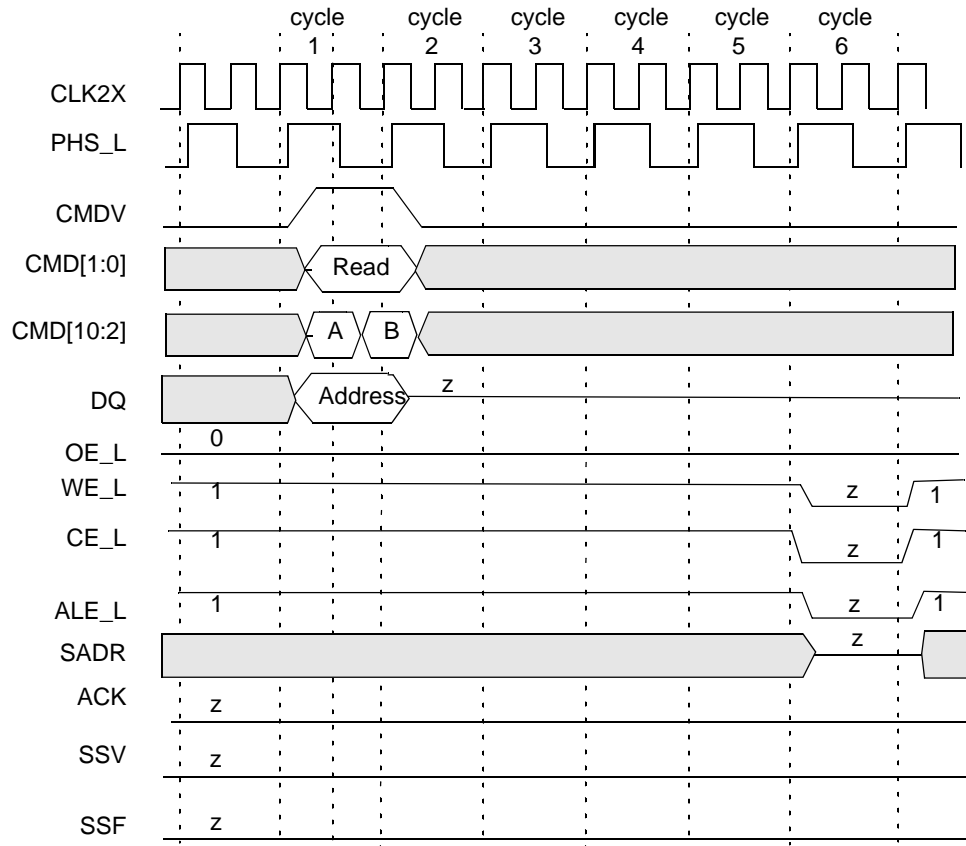 cycle cycle cycle cycle cycle cycle
1 2 3 4 5 6
CLK2X
PHS_L
CMDV
CMD[1:0] Read
CMD[10:2] A B
DQ Address z
OE_L 0
WE_L 1 z 1
CE_L 1 z 1
ALE_L 1 z 1
SADR z
ACK z
SSV z
SSF z